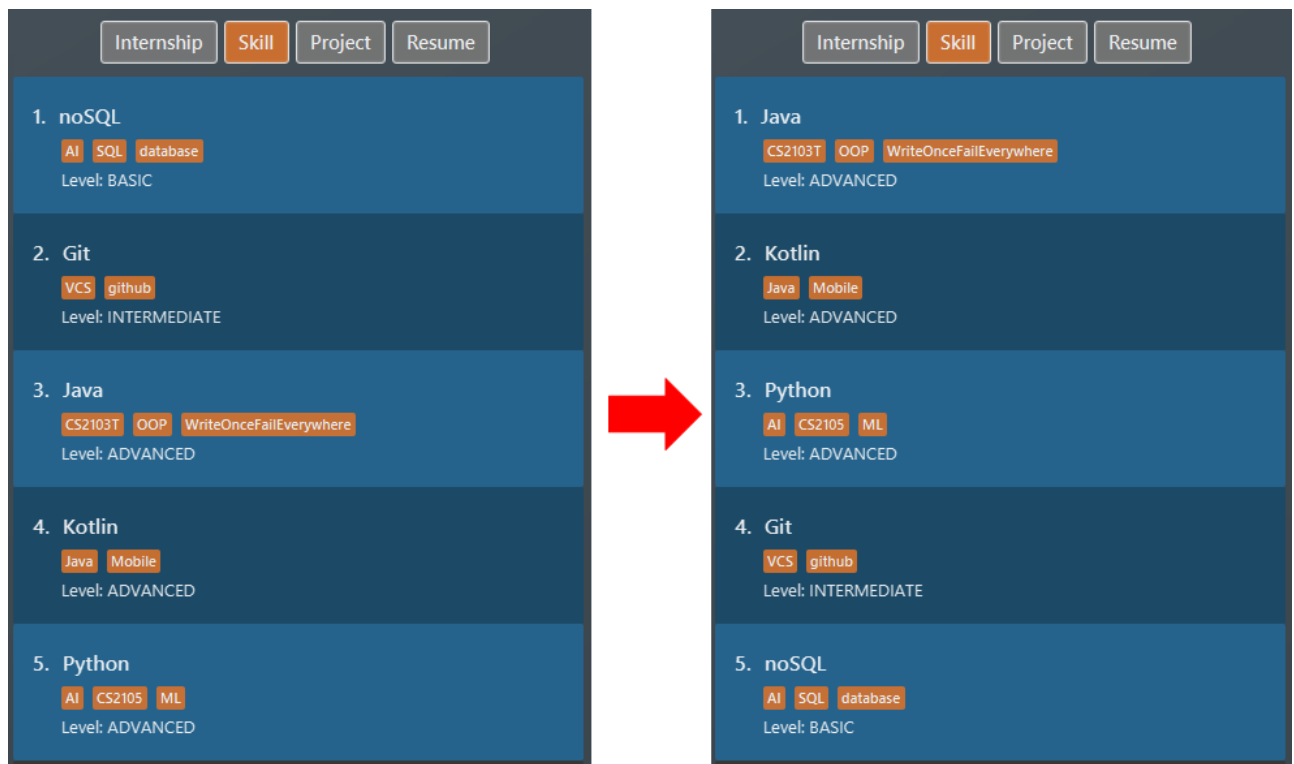 Internship Skill Project Resume
1. noSQL
AI SQL database
Level: BASIC
2. Git
VCS github
Level: INTERMEDIATE
3. Java
CS2103T OOP WriteOnceFailEverywhere
Level: ADVANCED
4. Kotlin
Java Mobile
Level: ADVANCED
5. Python
AI CS2105 ML
Level: ADVANCED
Internship Skill Project Resume
1. Java
CS2103T OOP WriteOnceFailEverywhere
Level: ADVANCED
2. Kotlin
Java Mobile
Level: ADVANCED
3. Python
AI CS2105 ML
Level: ADVANCED
4. Git
VCS github
Level: INTERMEDIATE
5. noSQL
AI SQL database
Level: BASIC